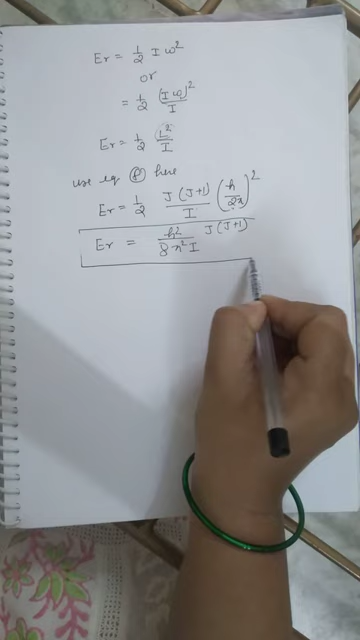 Er = 1/2 I ω²
or
= 1/2 (I ω)²/I
Er = 1/2 L²/I
use eq ⑧ here
Er = 1/2 J(J+1)/I (h/2π)²
Er = h²/8π²I J(J+1)